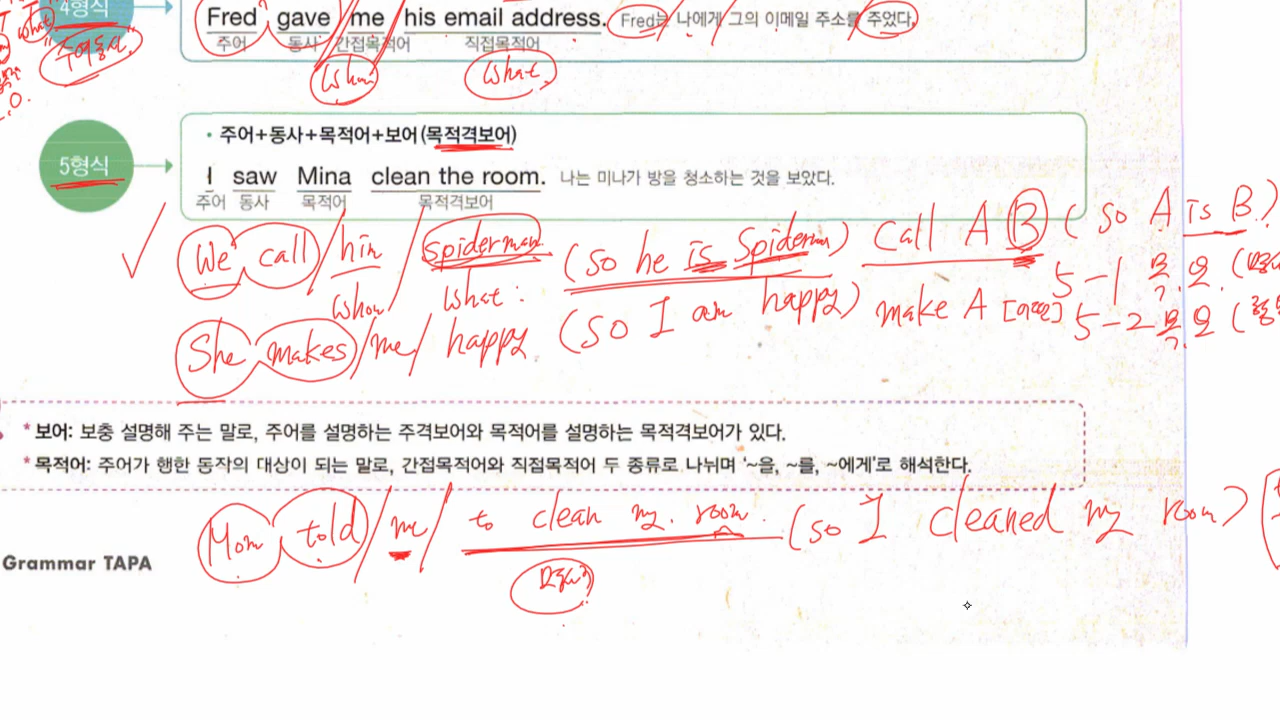 4형식
Fred gave me his email address. Fred는 나에게 그의 이메일 주소를 주었다.
주어 동사 간접목적어 직접목적어
what
"주어동사"
whom what
.O.
• 주어+동사+목적어+보어(목적격보어)
5형식
I saw Mina clean the room. 나는 미나가 방을 청소하는 것을 보았다.
주어 동사 목적어 목적격보어
We call / him / Spiderman. (So he is Spiderman) Call A B (So A is B.)
whom what:
5-1 목.보.
She makes / me / happy (So I am happy) make A
5-2 목.보
* 보어: 보충 설명해 주는 말로, 주어를 설명하는 주격보어와 목적어를 설명하는 목적격보어가 있다.
* 목적어: 주어가 행한 동작의 대상이 되는 말로, 간접목적어와 직접목적어 두 종류로 나뉘며 '~을, ~를, ~에게'로 해석한다.
Mom told / me / to clean my room. (So I cleaned my room)
Grammar TAPA